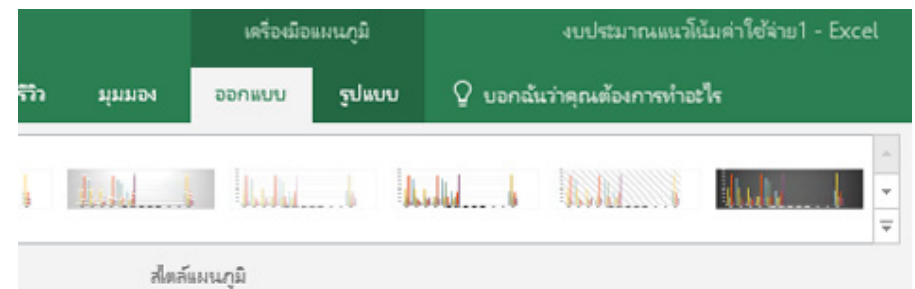 เครื่องมือแผนภูมิ งบประมาณแนวโน้มค่าใช้จ่าย1 - Excel
รีวิว มุมมอง ออกแบบ รูปแบบ บอกฉันว่าคุณต้องการทำอะไร
สไตล์แผนภูมิ